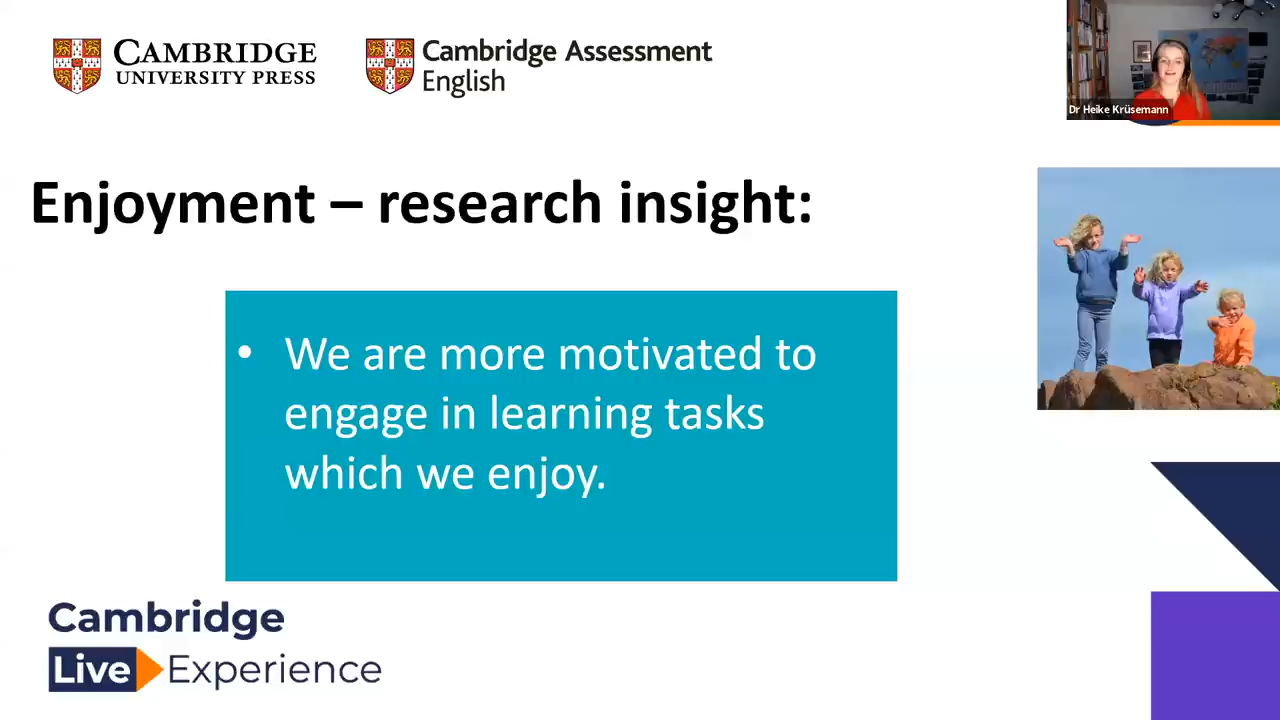 CAMBRIDGE
UNIVERSITY PRESS
Cambridge Assessment
English
Dr Heike Krüsemann
Enjoyment – research insight:
• We are more motivated to
engage in learning tasks
which we enjoy.
Cambridge
Live Experience